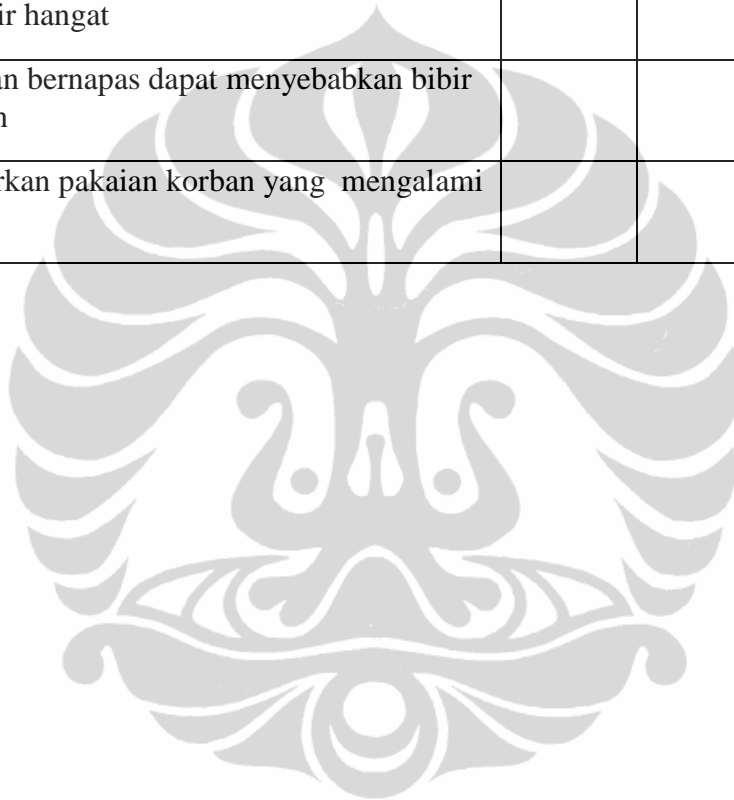 ir hangat
an bernapas dapat menyebabkan bibir
n
rkan pakaian korban yang mengalami